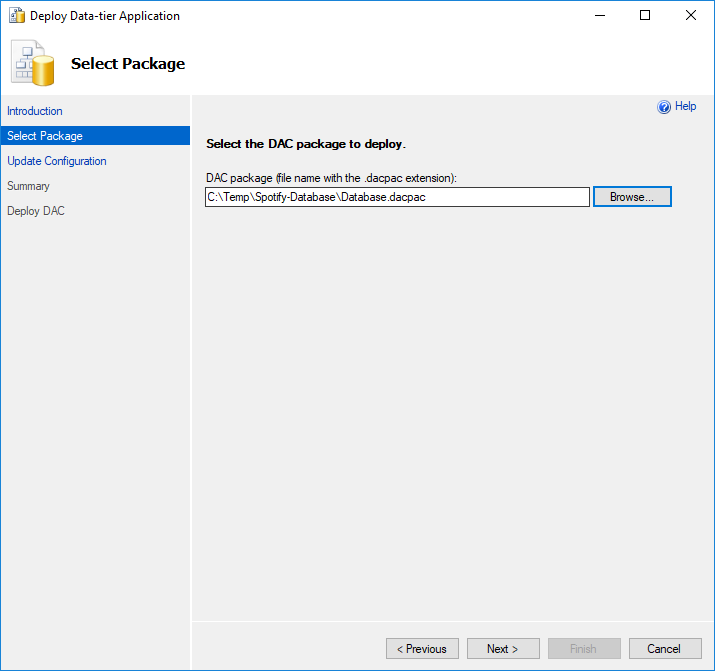 Deploy Data-tier Application
Select Package
Introduction
Select Package
Update Configuration
Summary
Deploy DAC
Help
Select the DAC package to deploy.
DAC package (file name with the .dacpac extension):
C:\Temp\Spotify-Database\Database.dacpac
Browse...
< Previous
Next >
Finish
Cancel